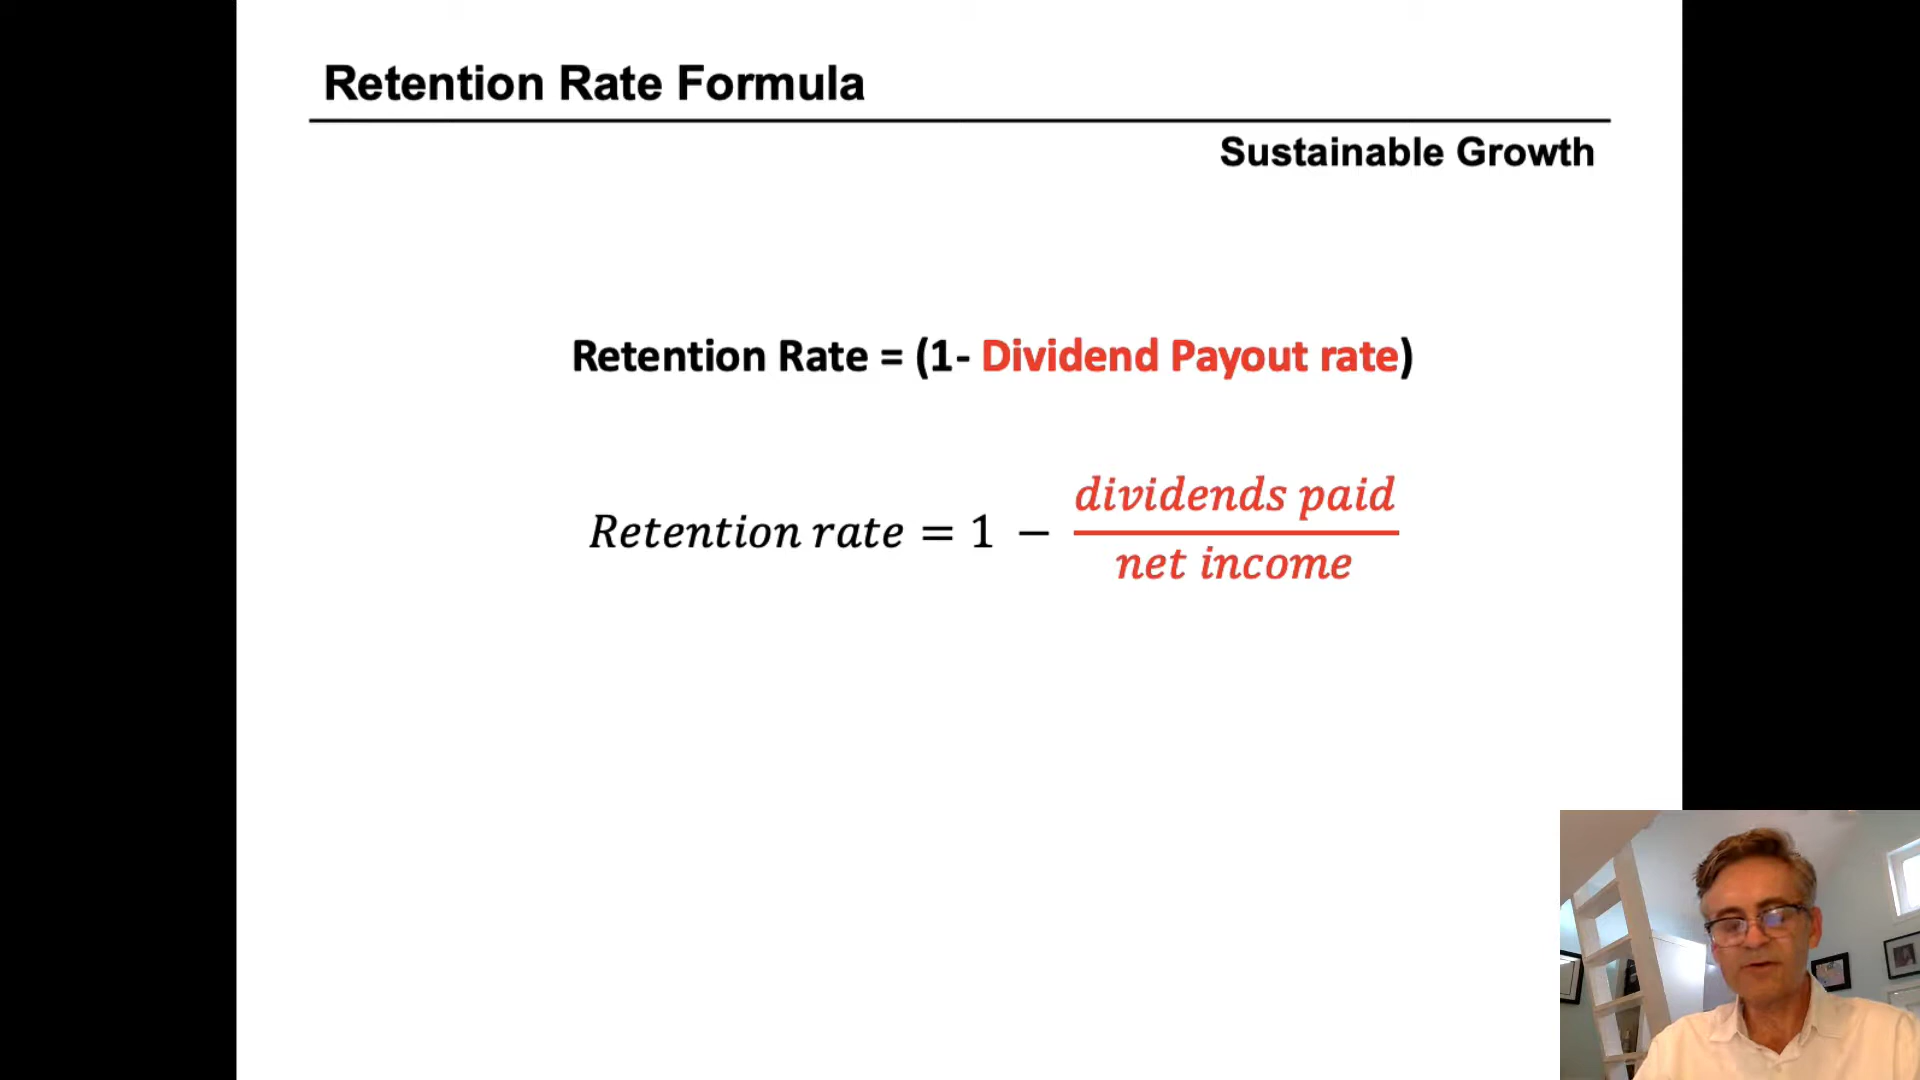 Retention Rate Formula
Sustainable Growth
Retention Rate = (1- Dividend Payout rate)
Retention rate = 1 − dividends paid
net income